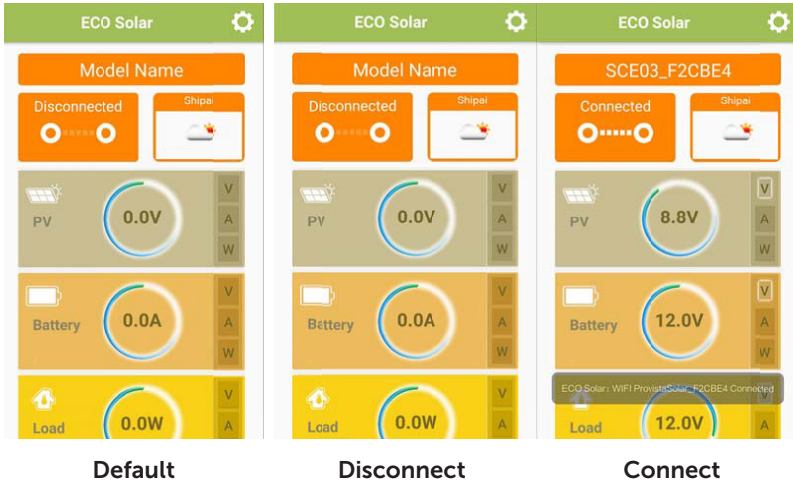 ECO Solar
Model Name
Disconnected
Shipai
PV
0.0V
V
A
W
Battery
0.0A
V
A
W
Load
0.0W
V
A
Default
ECO Solar
Model Name
Disconnected
Shipai
PV
0.0V
V
A
W
Battery
0.0A
V
A
W
Load
0.0W
V
A
Disconnect
ECO Solar
SCE03_F2CBE4
Connected
Shipai
PV
8.8V
V
A
W
Battery
12.0V
V
A
W
ECO Solar: WIFI ProvistaSolar_F2CBE4 Connected
Load
12.0V
V
A
Connect